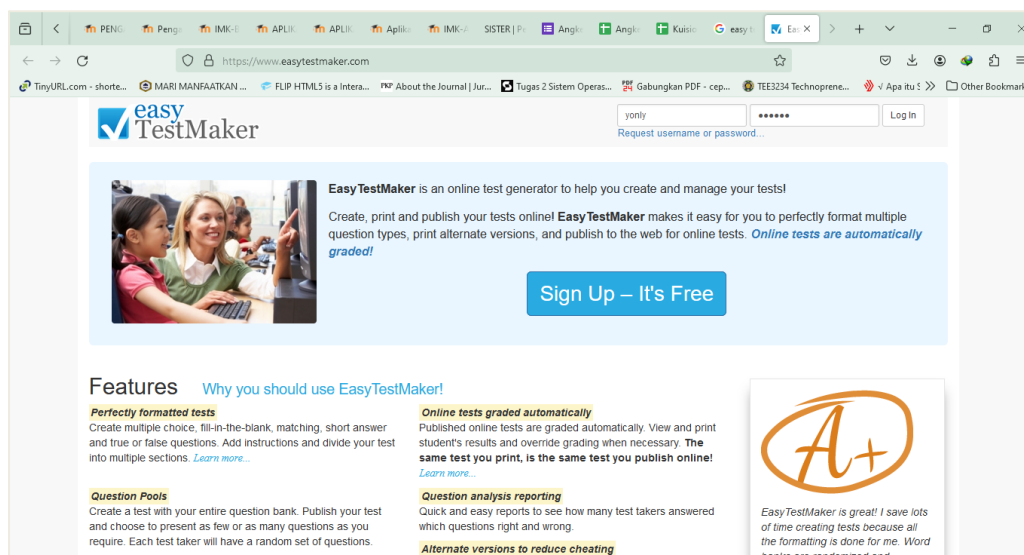 PENG
Penga
IMK-E
APLIK
APLIK
Aplika
IMK-A
SISTER | Pe
Angke
Angke
Kuisio
easy t
Eas
https://www.easytestmaker.com
TinyURL.com - shorte...
MARI MANFAATKAN ...
FLIP HTML5 is a Intera...
PKP About the Journal | Jur...
Tugas 2 Sistem Operas...
PDF 24 Gabungkan PDF - cep...
TEE3234 Technoprene...
√ Apa itu S
Other Bookmark
easy
TestMaker
yonly
••••••
Log In
Request username or password...
EasyTestMaker is an online test generator to help you create and manage your tests!
Create, print and publish your tests online! EasyTestMaker makes it easy for you to perfectly format multiple
question types, print alternate versions, and publish to the web for online tests. Online tests are automatically
graded!
Sign Up – It's Free
Features Why you should use EasyTestMaker!
Perfectly formatted tests
Create multiple choice, fill-in-the-blank, matching, short answer
and true or false questions. Add instructions and divide your test
into multiple sections. Learn more...
Question Pools
Create a test with your entire question bank. Publish your test
and choose to present as few or as many questions as you
require. Each test taker will have a random set of questions.
Online tests graded automatically
Published online tests are graded automatically. View and print
student's results and override grading when necessary. The
same test you print, is the same test you publish online!
Learn more...
Question analysis reporting
Quick and easy reports to see how many test takers answered
which questions right and wrong.
Alternate versions to reduce cheating
A+
EasyTestMaker is great! I save lots
of time creating tests because all
the formatting is done for me. Word
banks are randomized and